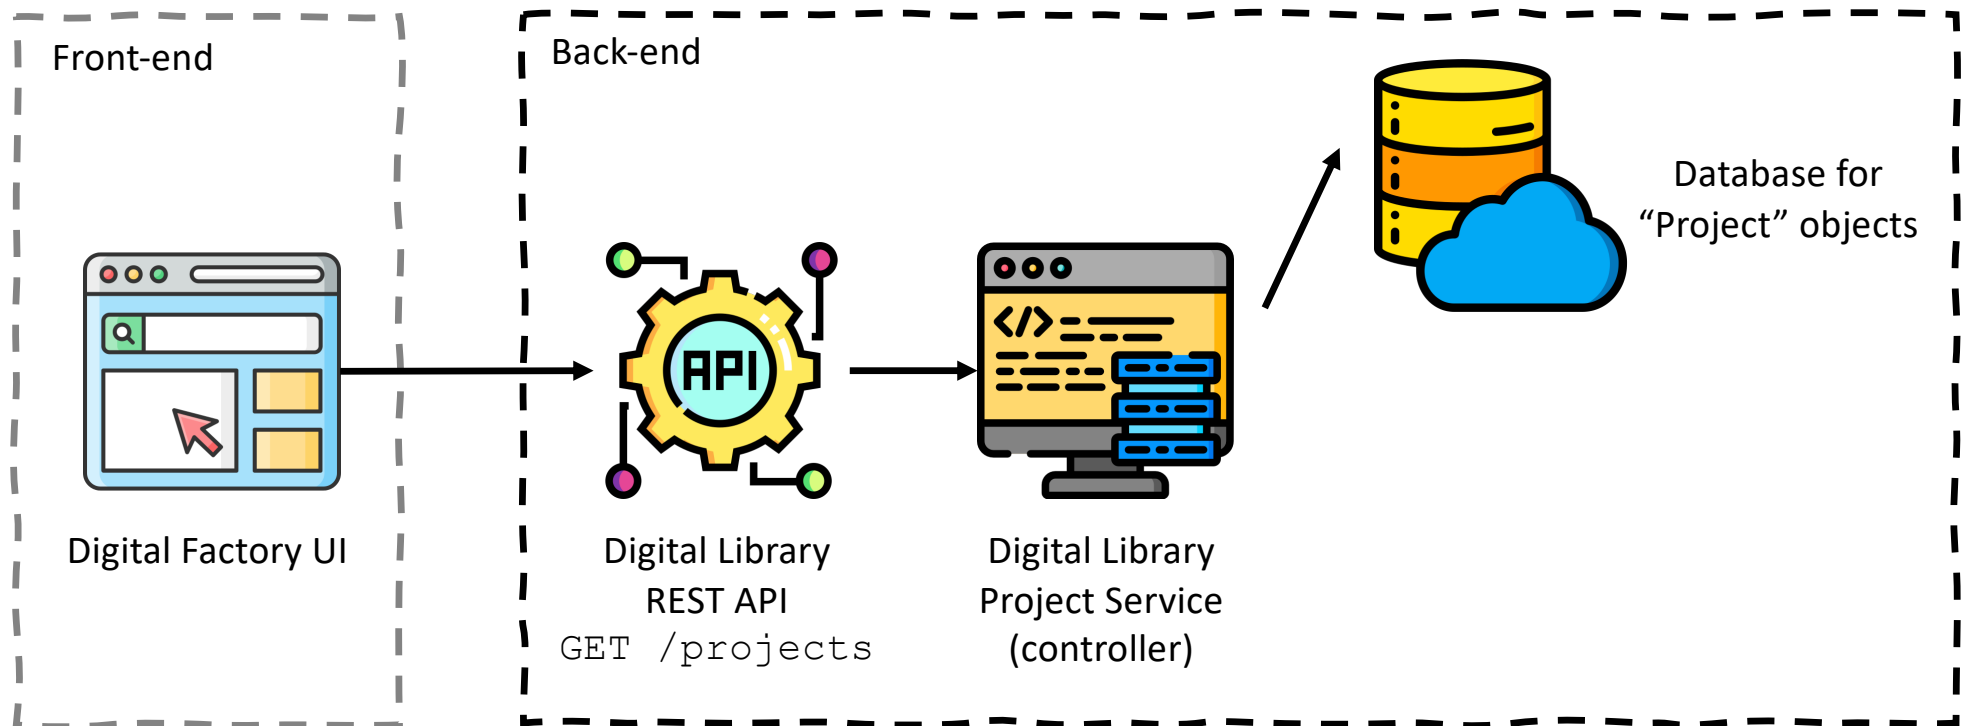 Front-end
Back-end
Database for
“Project” objects
API
Digital Factory UI
Digital Library
REST API
GET /projects
Digital Library
Project Service
(controller)